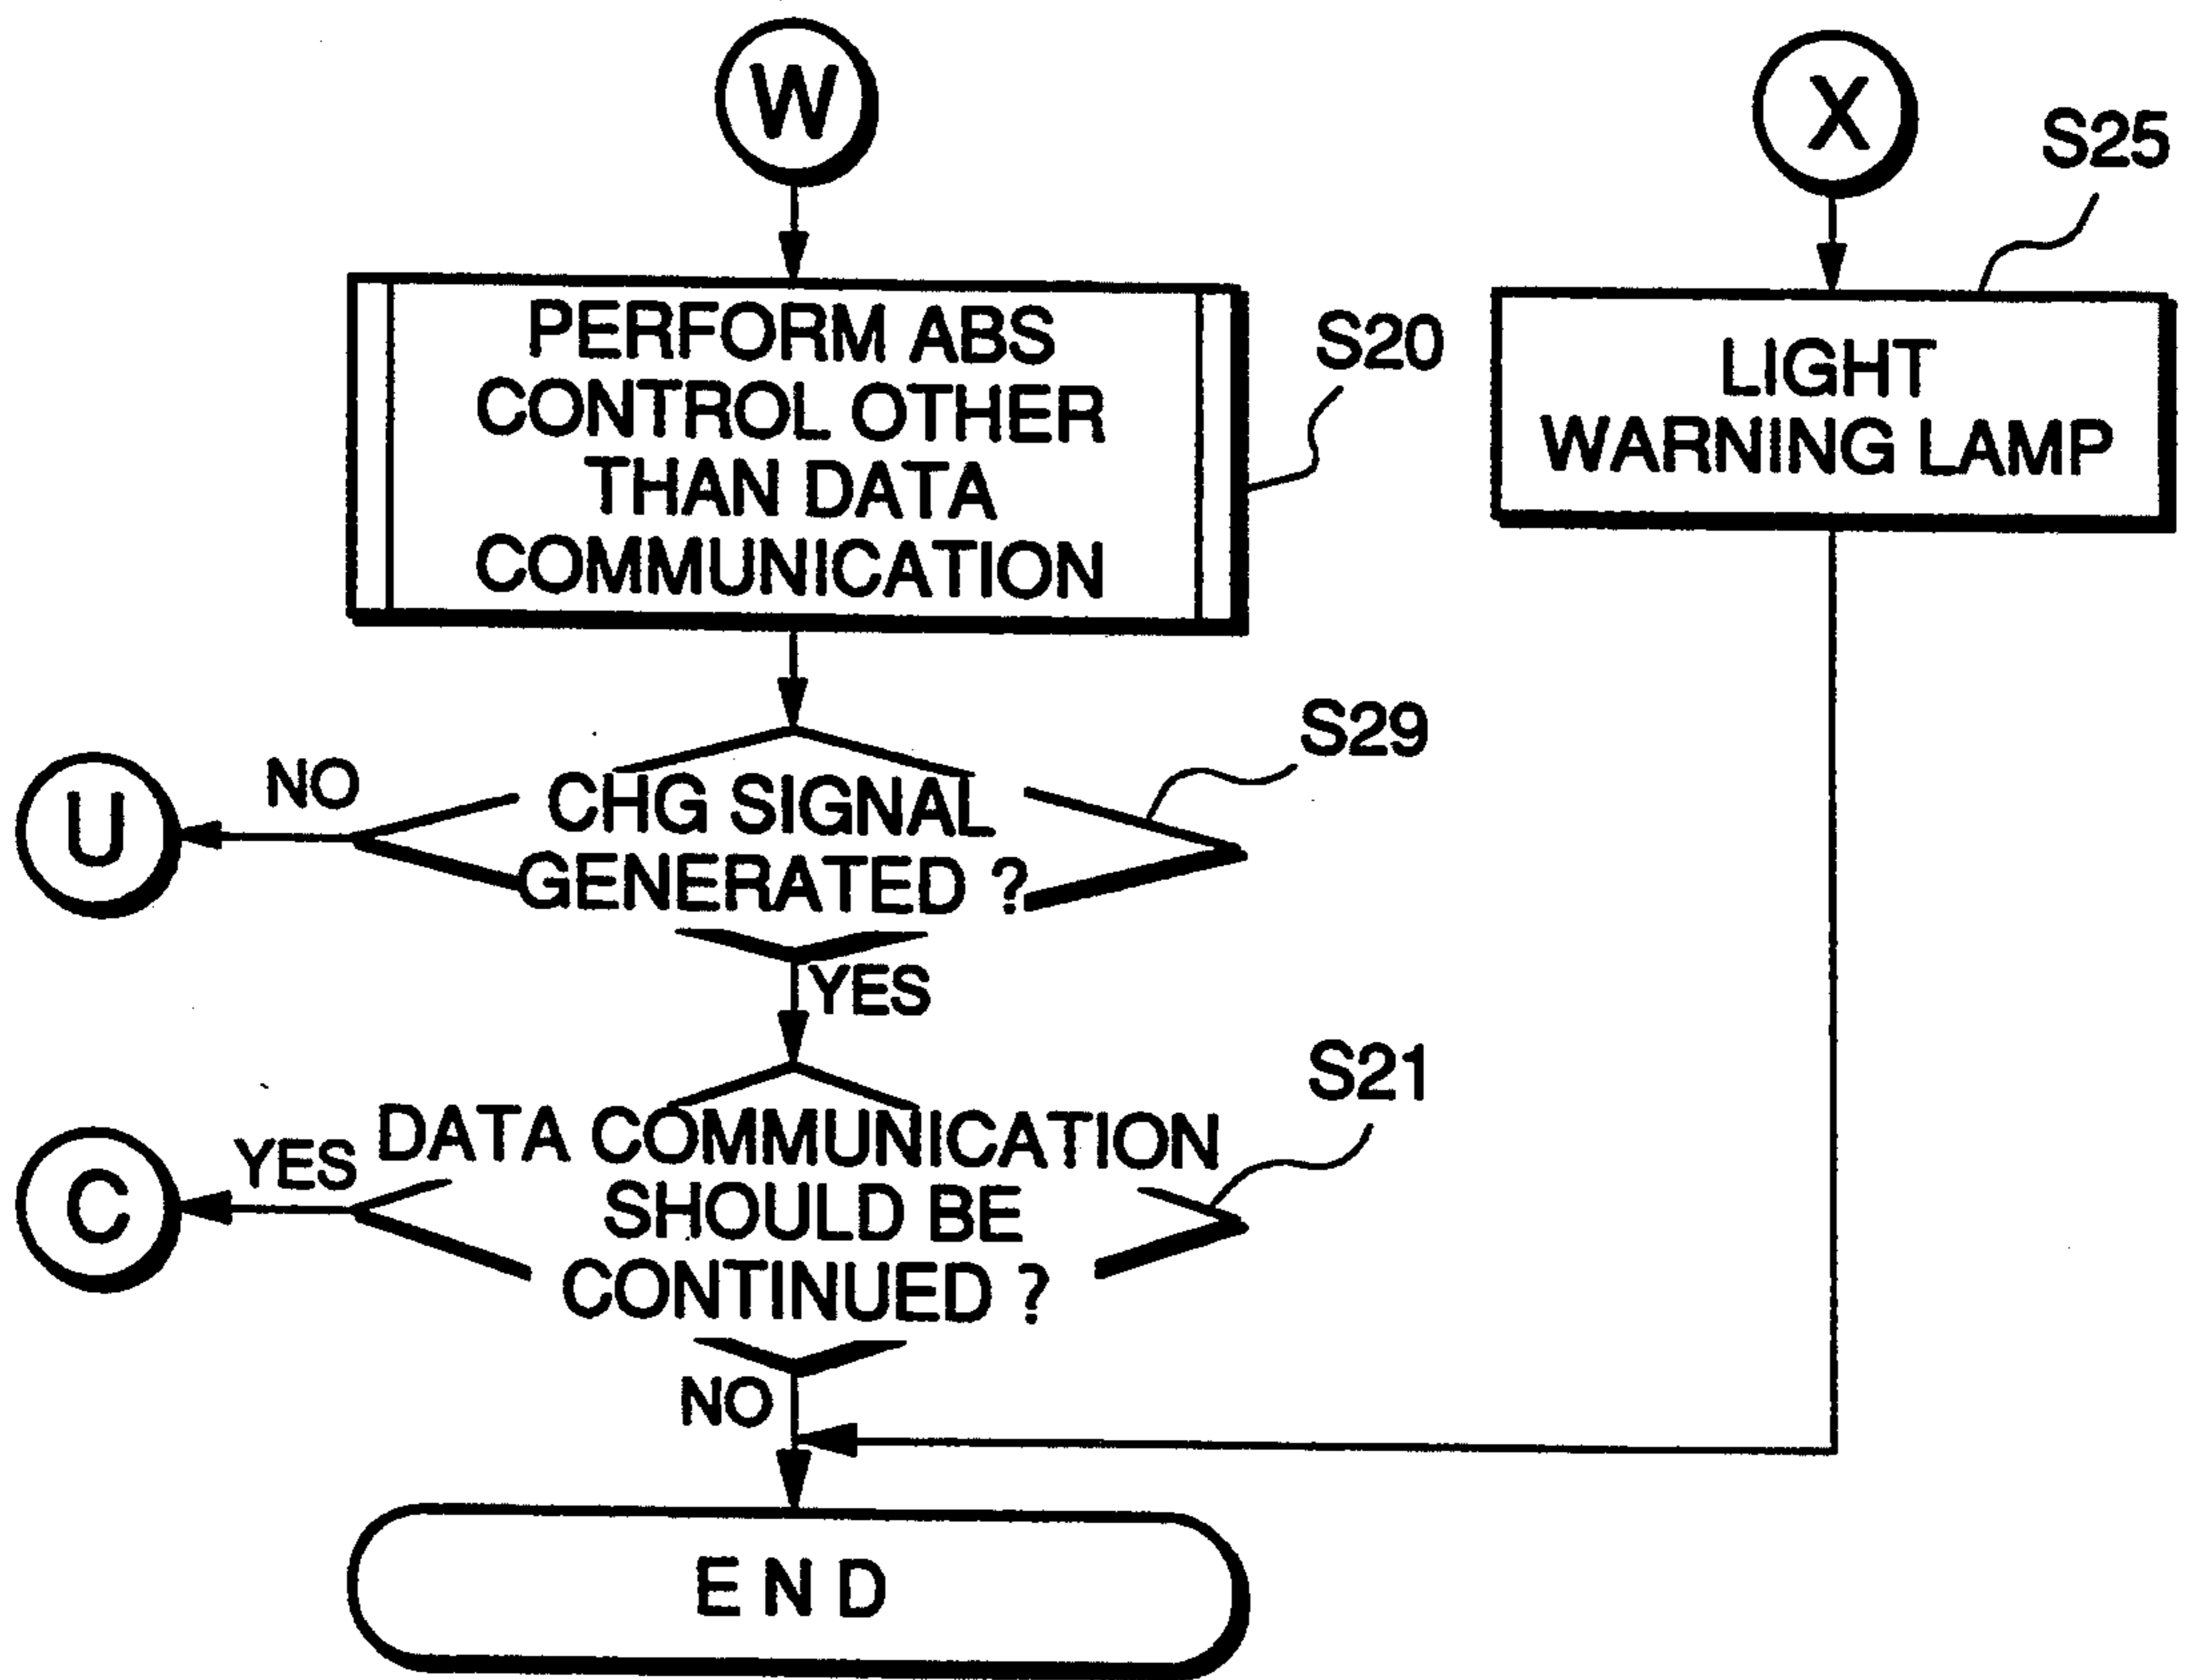 W
X
S25
PERFORM ABS
CONTROL OTHER
THAN DATA
COMMUNICATION
S20
LIGHT
WARNING LAMP
S29
NO
U
CHG SIGNAL
GENERATED ?
YES
S21
YES
C
DATA COMMUNICATION
SHOULD BE
CONTINUED ?
NO
END